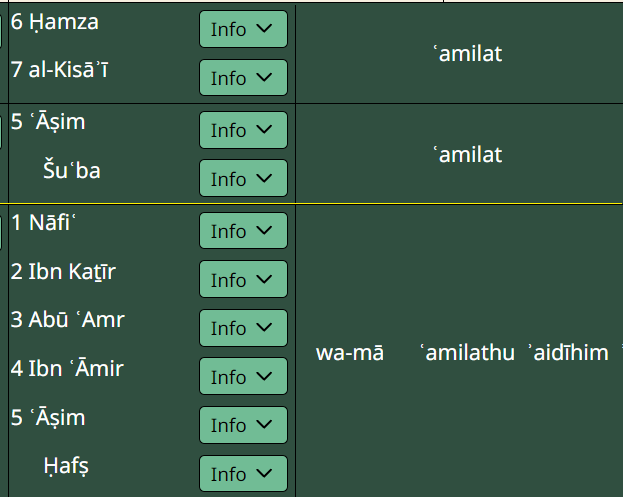 6 Ḥamza Info
ʿamilat
7 al-Kisāʾī Info
5 ʿĀṣim Info
ʿamilat
Šuʿba Info
1 Nāfiʿ Info
2 Ibn Kaṯīr Info
3 Abū ʿAmr Info
wa-mā ʿamilathu ʾaidīhim
4 Ibn ʿĀmir Info
5 ʿĀṣim Info
Ḥafṣ Info